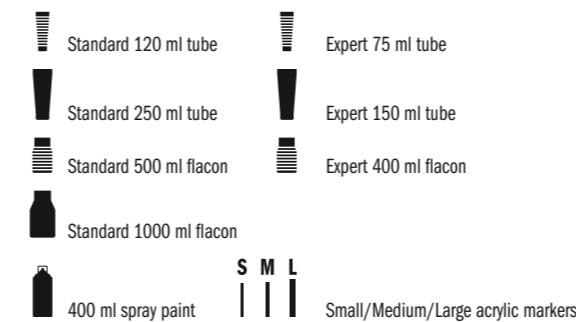 Standard 120 ml tube Expert 75 ml tube
Standard 250 ml tube Expert 150 ml tube
Standard 500 ml flacon Expert 400 ml flacon
Standard 1000 ml flacon
S M L
400 ml spray paint Small/Medium/Large acrylic markers